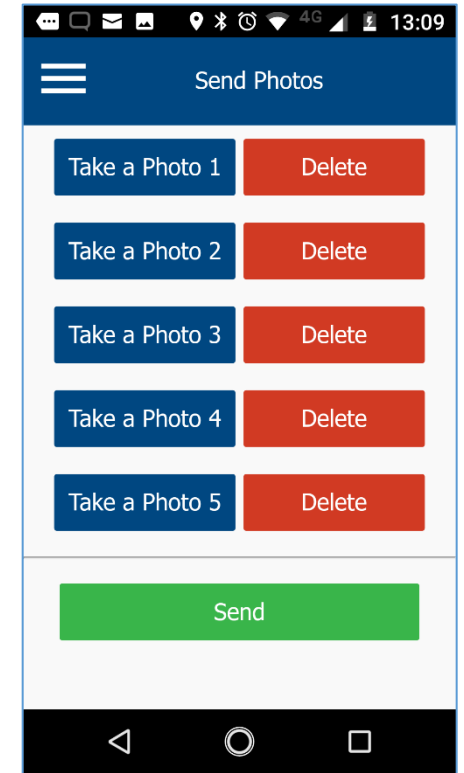 4G 13:09
Send Photos
Take a Photo 1 Delete
Take a Photo 2 Delete
Take a Photo 3 Delete
Take a Photo 4 Delete
Take a Photo 5 Delete
Send